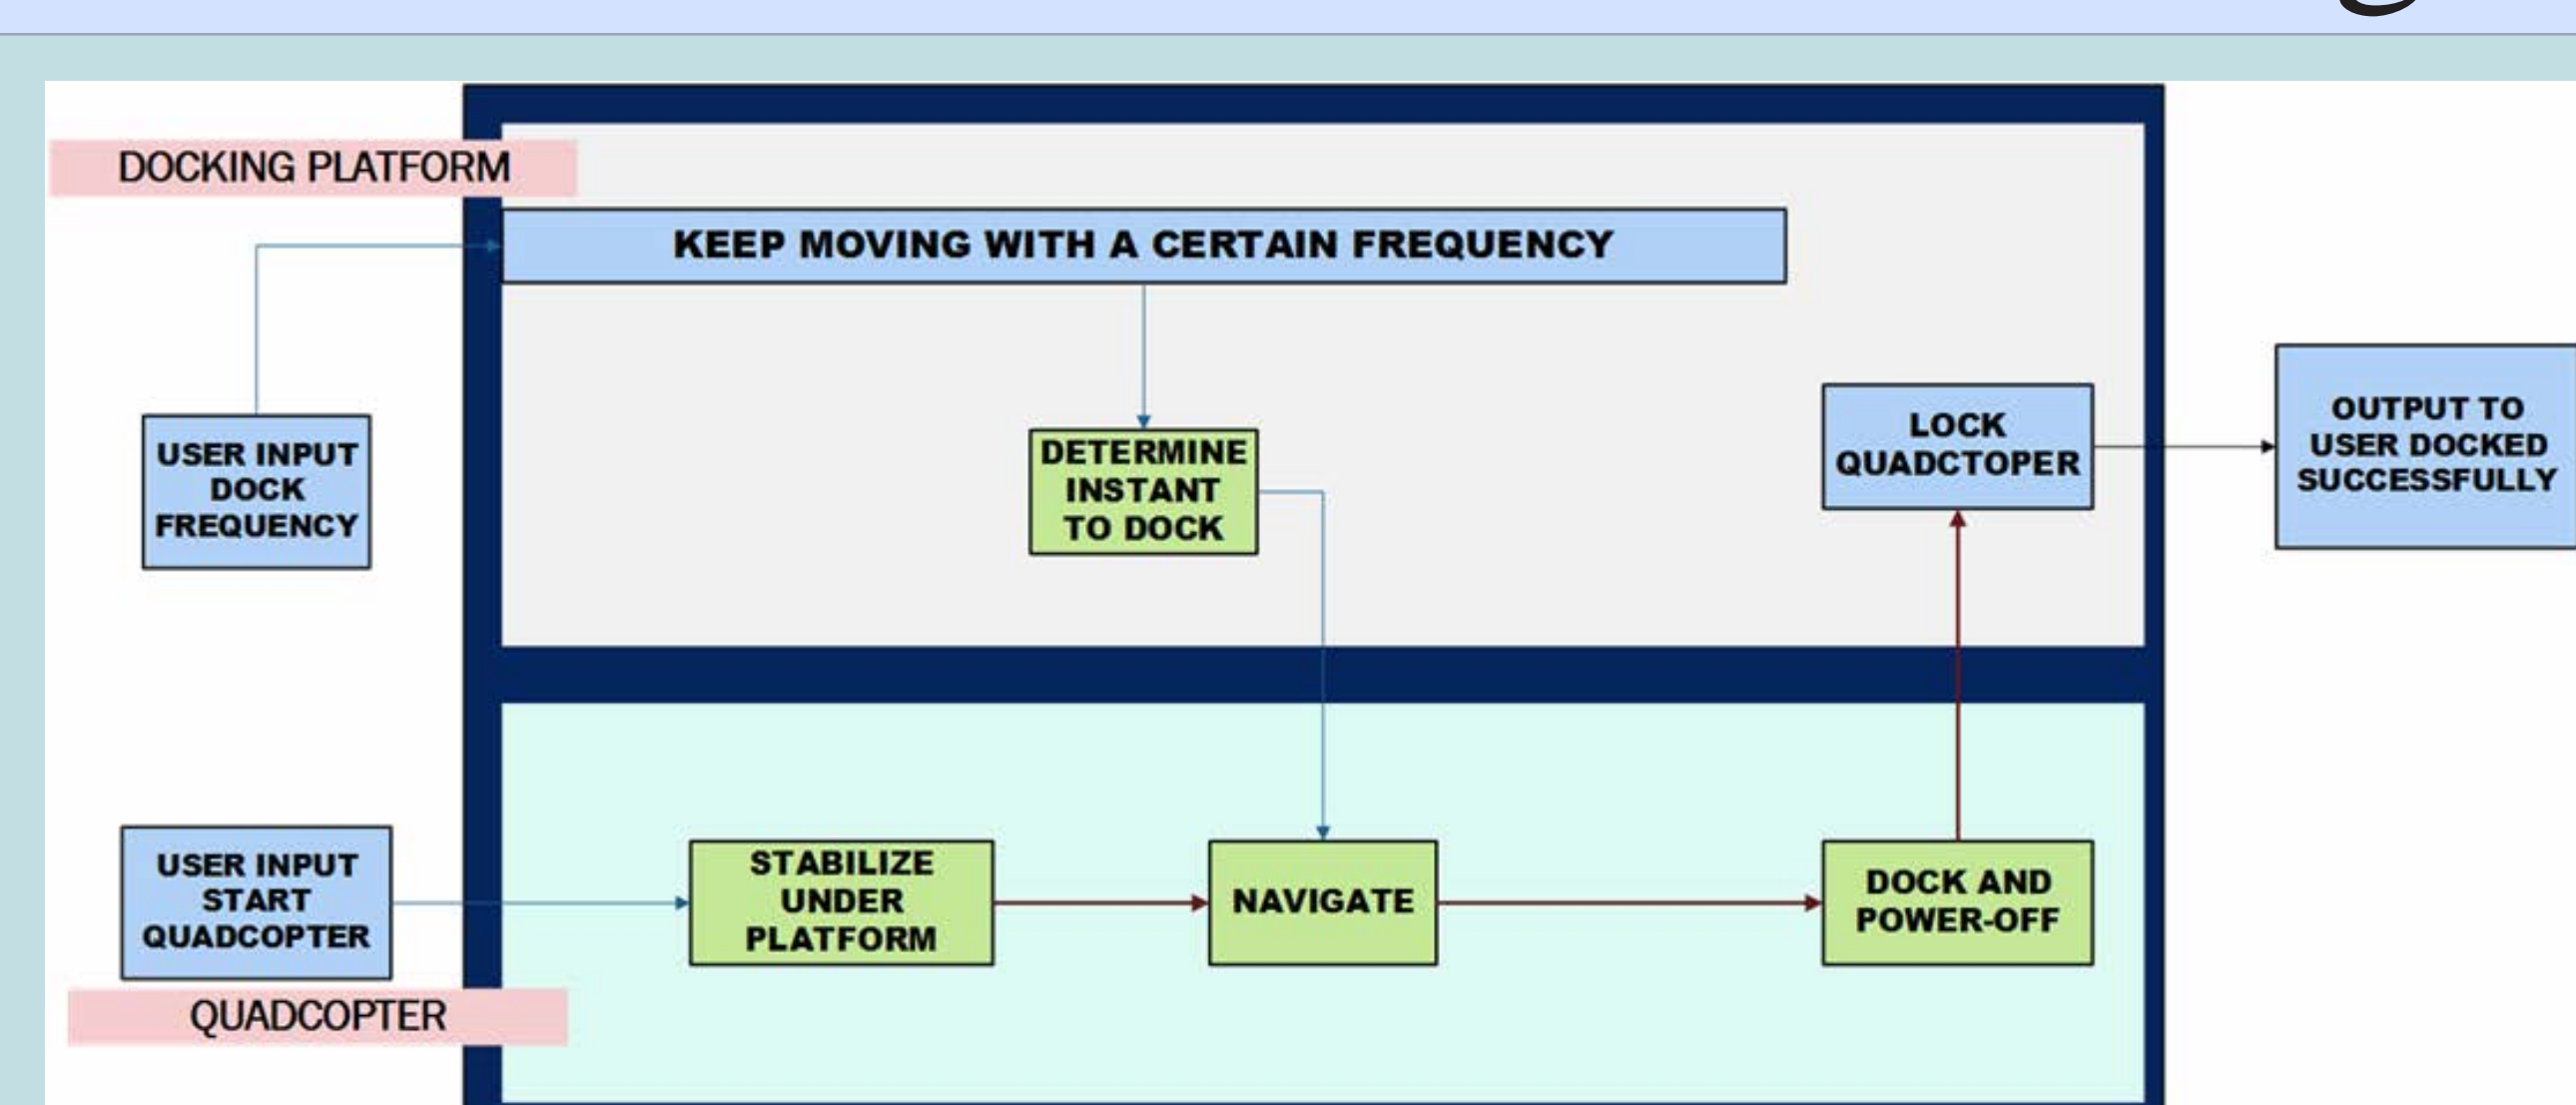 DOCKING PLATFORM
KEEP MOVING WITH A CERTAIN FREQUENCY
USER INPUT
DOCK
FREQUENCY
DETERMINE
INSTANT
TO DOCK
LOCK
QUADCTOPER
OUTPUT TO
USER DOCKED
SUCCESSFULLY
USER INPUT
START
QUADCOPTER
STABILIZE
UNDER
PLATFORM
NAVIGATE
DOCK AND
POWER-OFF
QUADCOPTER